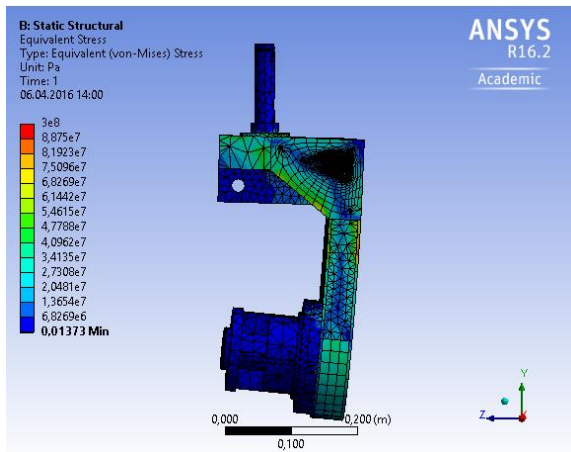 B: Static Structural
Equivalent Stress
Type: Equivalent (von-Mises) Stress
Unit: Pa
Time: 1
06.04.2016 14:00
3e8
8,875e7
8,1923e7
7,5096e7
6,8269e7
6,1442e7
5,4615e7
4,7788e7
4,0962e7
3,4135e7
2,7308e7
2,0481e7
1,3654e7
6,8269e6
0,01373 Min
ANSYS
R16.2
Academic
0,000
0,200 (m)
0,100
Y
Z